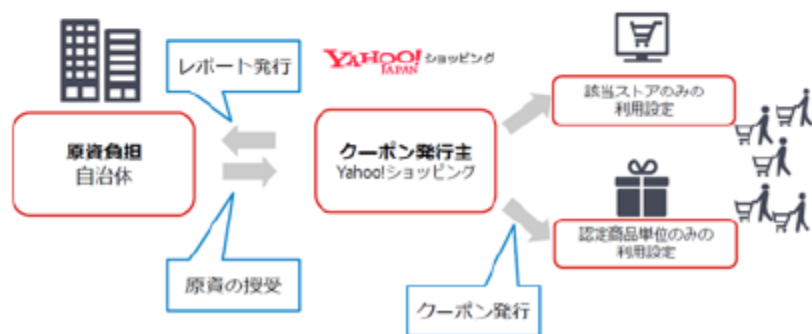 レポート発行
YAHOO! ショッピング
JAPAN
該当ストアのみの
利用設定
原資負担
自治体
クーポン発行主
Yahoo!ショッピング
認定商品単位のみの
利用設定
原資の授受
クーポン発行